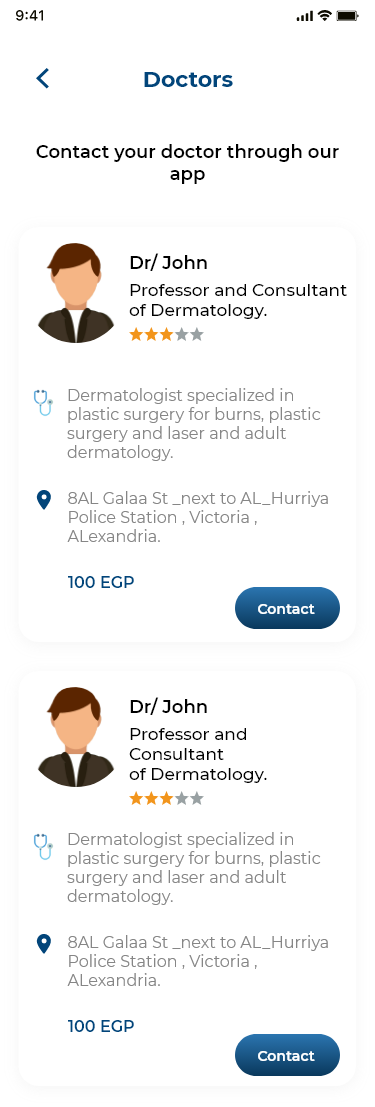 9:41
Doctors
Contact your doctor through our
app
Dr/ John
Professor and Consultant
of Dermatology.
Dermatologist specialized in
plastic surgery for burns, plastic
surgery and laser and adult
dermatology.
8AL Galaa St _next to AL_Hurriya
Police Station , Victoria ,
ALexandria.
100 EGP
Contact
Dr/ John
Professor and
Consultant
of Dermatology.
Dermatologist specialized in
plastic surgery for burns, plastic
surgery and laser and adult
dermatology.
8AL Galaa St _next to AL_Hurriya
Police Station , Victoria ,
ALexandria.
100 EGP
Contact